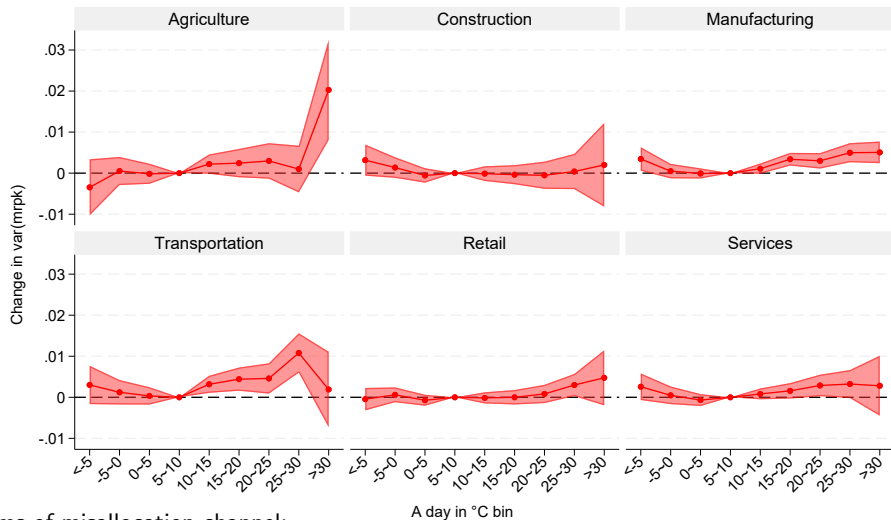 Agriculture Construction Manufacturing
.03
.02
.01
0
-.01
Transportation Retail Services
.03
.02
.01
0
-.01
Change in var(mrpk)
<-5 -5~0 0~5 5~10 10~15 15~20 20~25 25~30 >30 <-5 -5~0 0~5 5~10 10~15 15~20 20~25 25~30 >30 <-5 -5~0 0~5 5~10 10~15 15~20 20~25 25~30 >30
A day in °C bin
of misallocation channel: